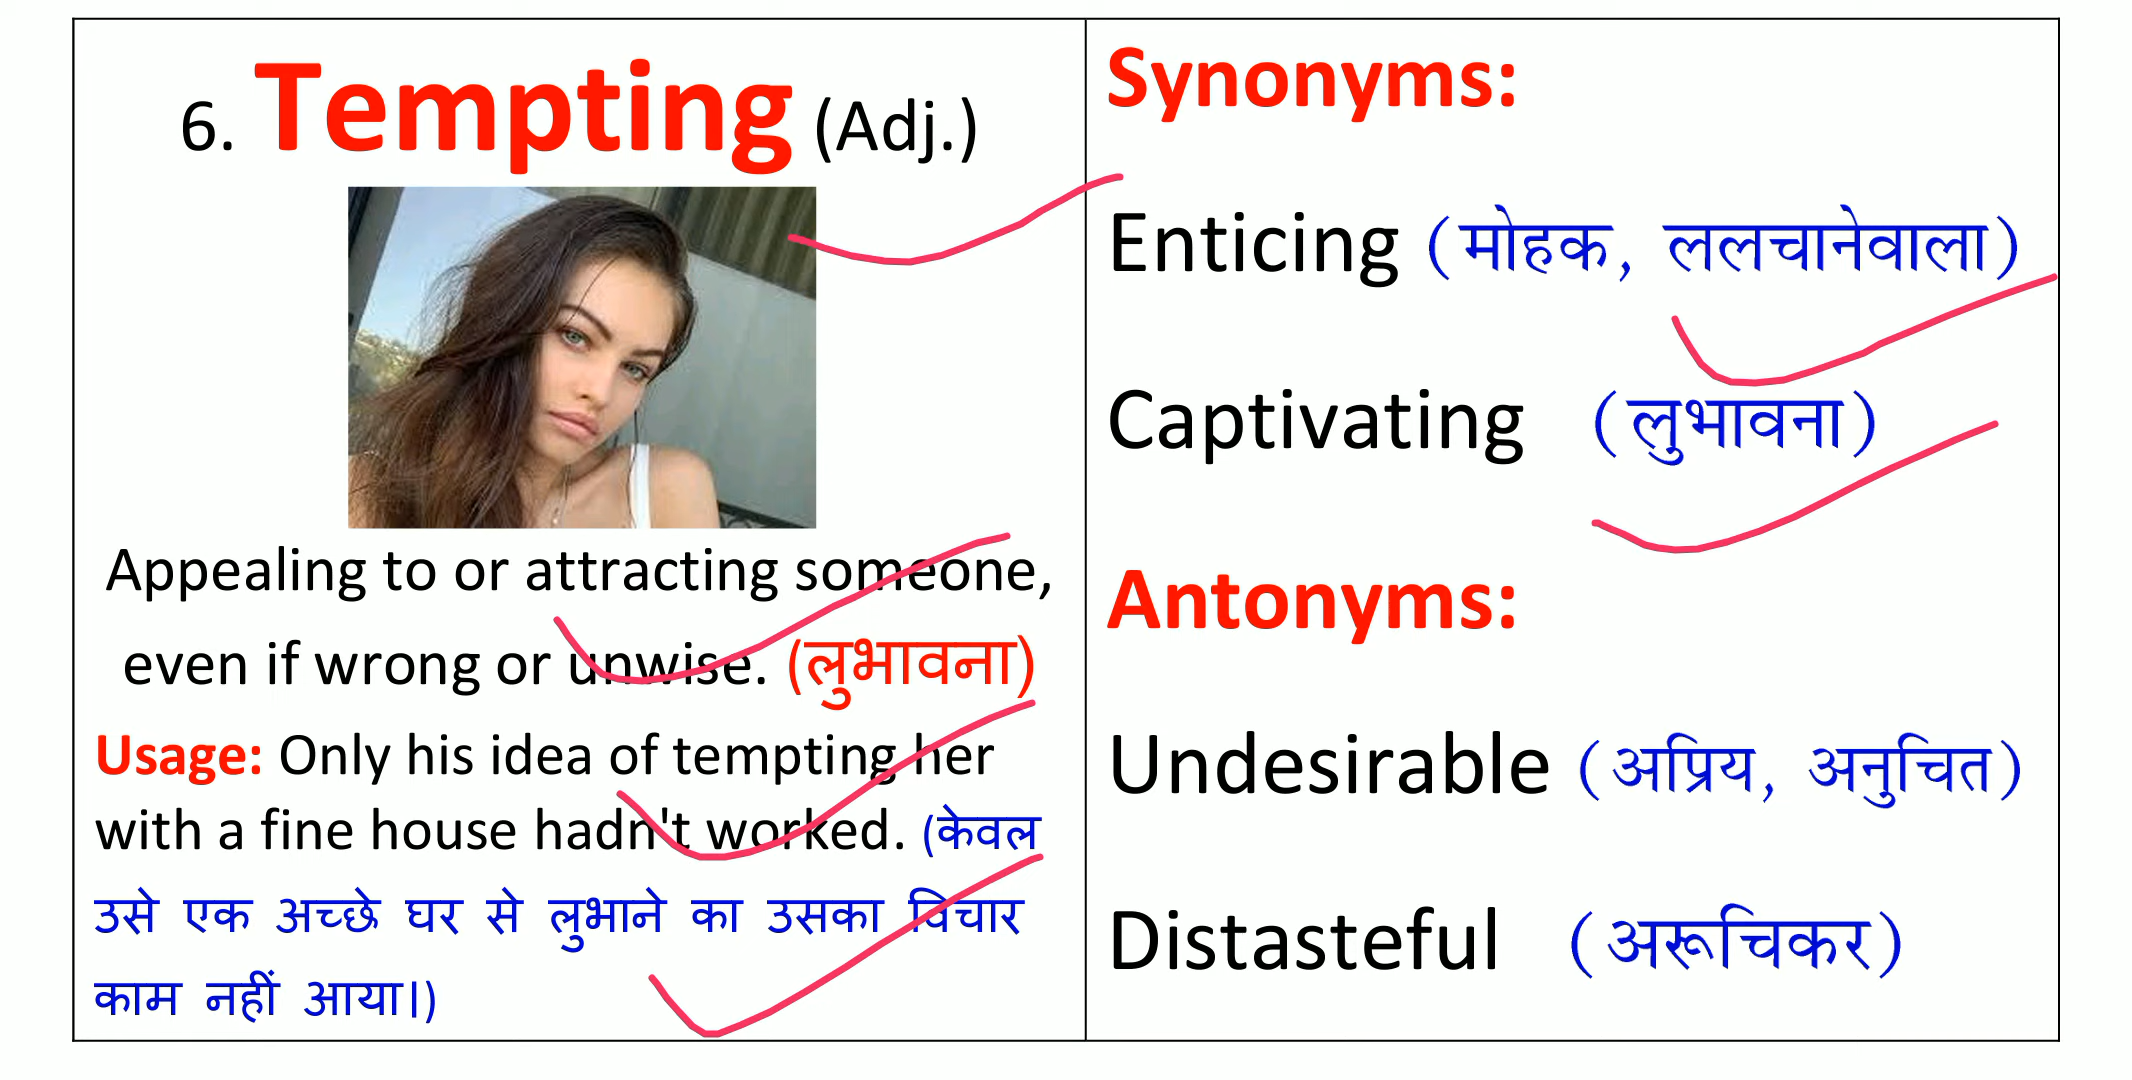 6. Tempting (Adj.)
Appealing to or attracting someone,
even if wrong or unwise. (लुभावना)
Usage: Only his idea of tempting her
with a fine house hadn't worked. (केवल
उसे एक अच्छे घर से लुभाने का उसका विचार
काम नहीं आया।)
Synonyms:
Enticing (मोहक, ललचानेवाला)
Captivating (लुभावना)
Antonyms:
Undesirable (अप्रिय, अनुचित)
Distasteful (अरूचिकर)